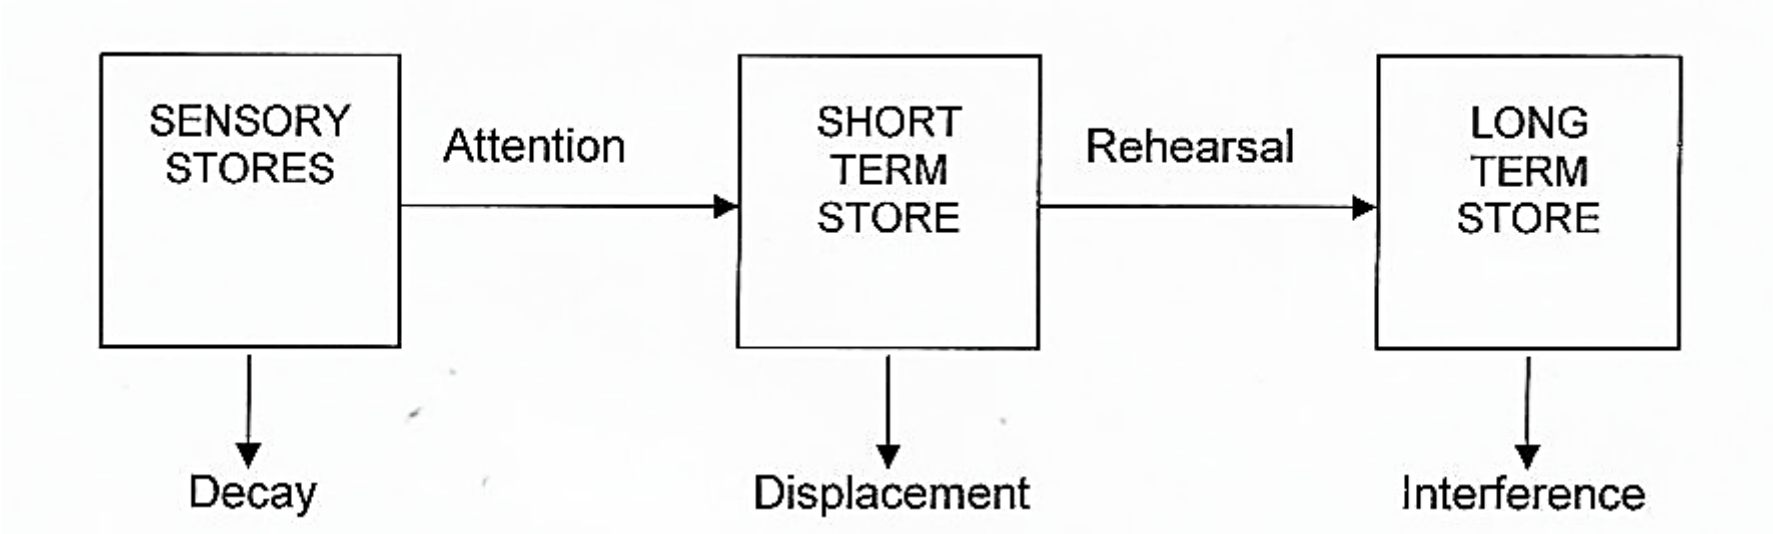 SENSORY
STORES
Attention
SHORT
TERM
STORE
Rehearsal
LONG
TERM
STORE
Decay
Displacement
Interference